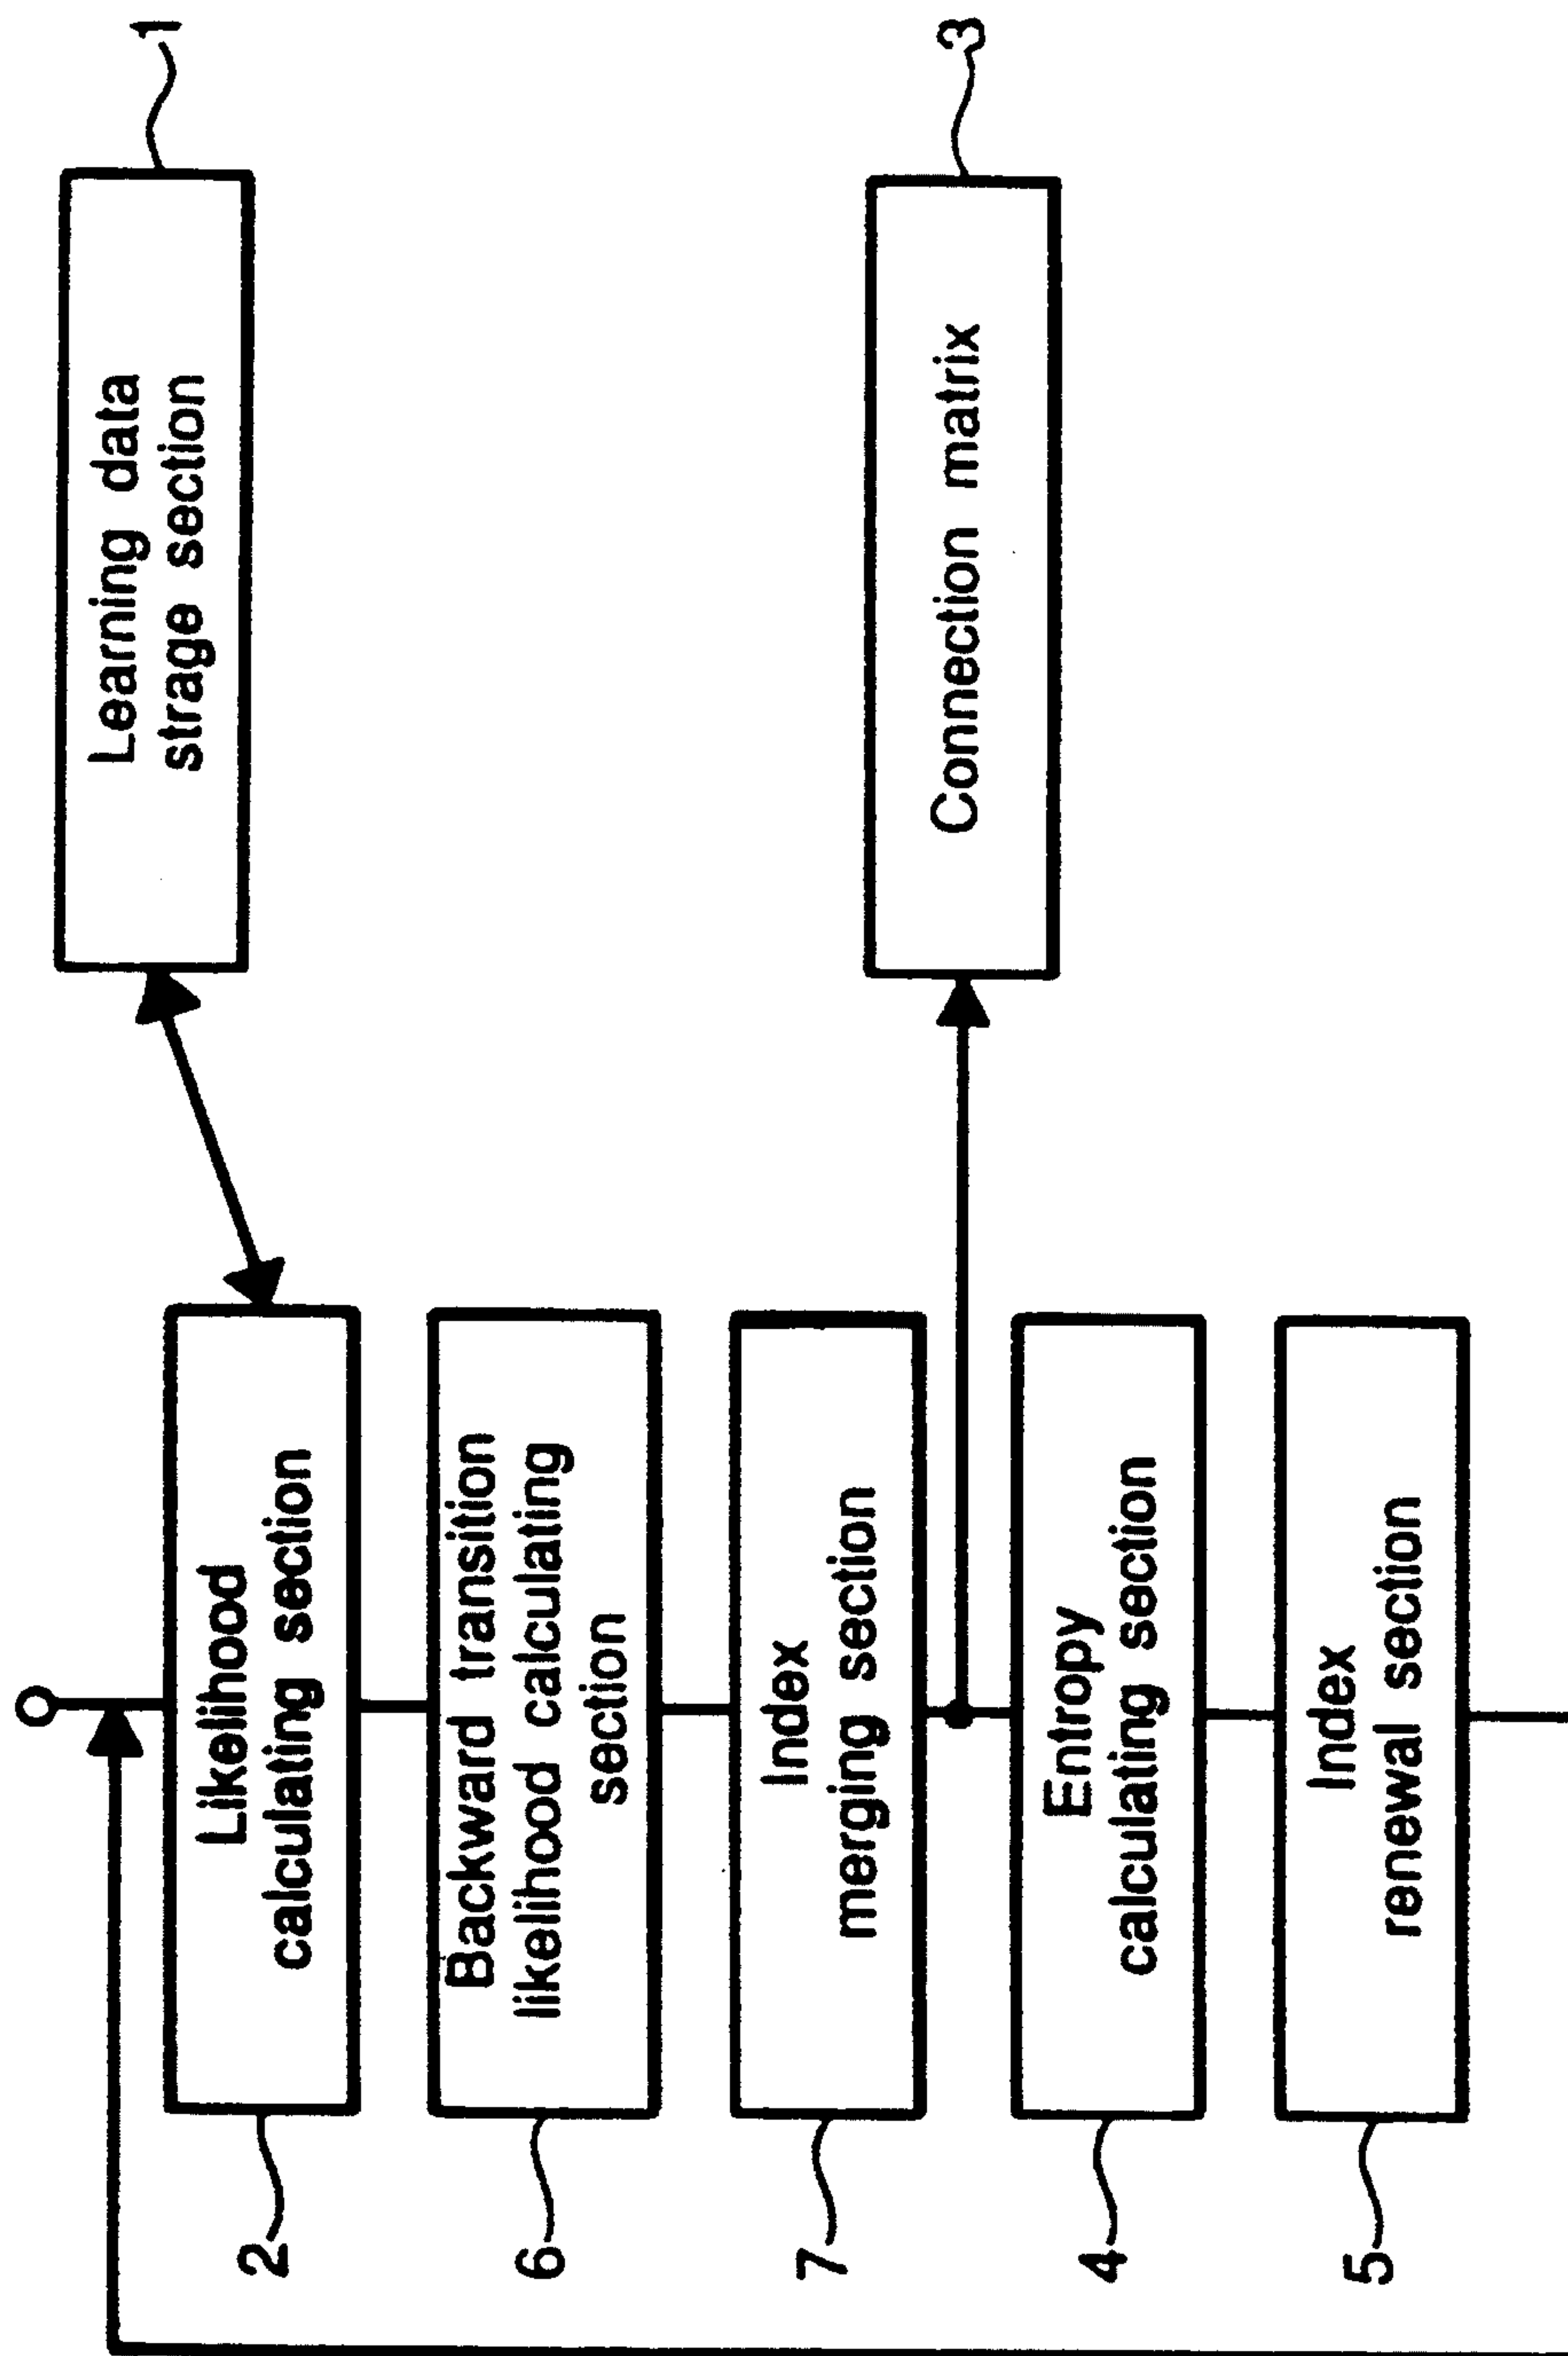 Learning data
strage section
1
Likelihood
calculating section
2
Backward transition
likelihood calculating
section
6
Index
merging section
7
Connection matrix
3
Entropy
calculating section
4
Index
renewal section
5